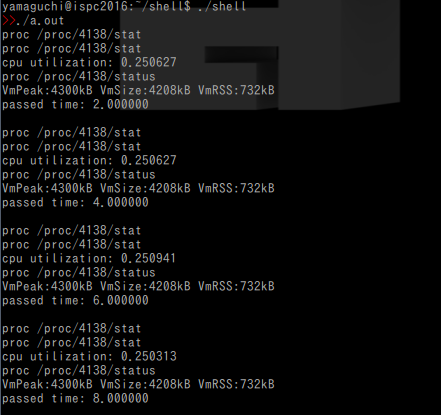 yamaguchi@ispc2016:~/shell$ ./shell
>>./a.out
proc /proc/4138/stat
proc /proc/4138/stat
cpu utilization: 0.250627
proc /proc/4138/status
VmPeak:4300kB VmSize:4208kB VmRSS:732kB
passed time: 2.000000
proc /proc/4138/stat
proc /proc/4138/stat
cpu utilization: 0.250627
proc /proc/4138/status
VmPeak:4300kB VmSize:4208kB VmRSS:732kB
passed time: 4.000000
proc /proc/4138/stat
proc /proc/4138/stat
cpu utilization: 0.250941
proc /proc/4138/status
VmPeak:4300kB VmSize:4208kB VmRSS:732kB
passed time: 6.000000
proc /proc/4138/stat
proc /proc/4138/stat
cpu utilization: 0.250313
proc /proc/4138/status
VmPeak:4300kB VmSize:4208kB VmRSS:732kB
passed time: 8.000000